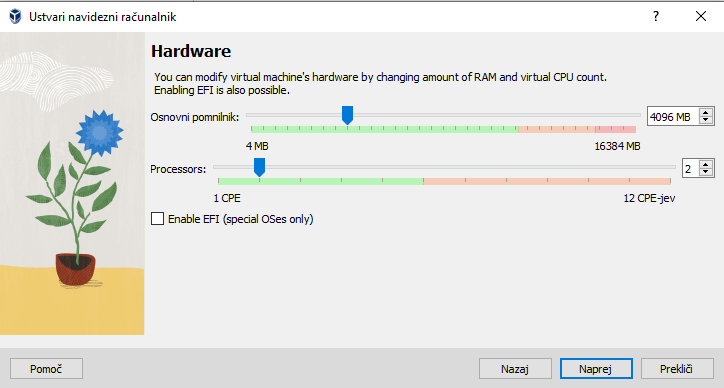 Ustvari navidezni računalnik
Hardware
You can modify virtual machine's hardware by changing amount of RAM and virtual CPU count.
Enabling EFI is also possible.
Osnovni pomnilnik:
4096 MB
4 MB
16384 MB
Processors:
2
1 CPE
12 CPE-jev
Enable EFI (special OSes only)
Pomoč
Nazaj
Naprej
Prekliči